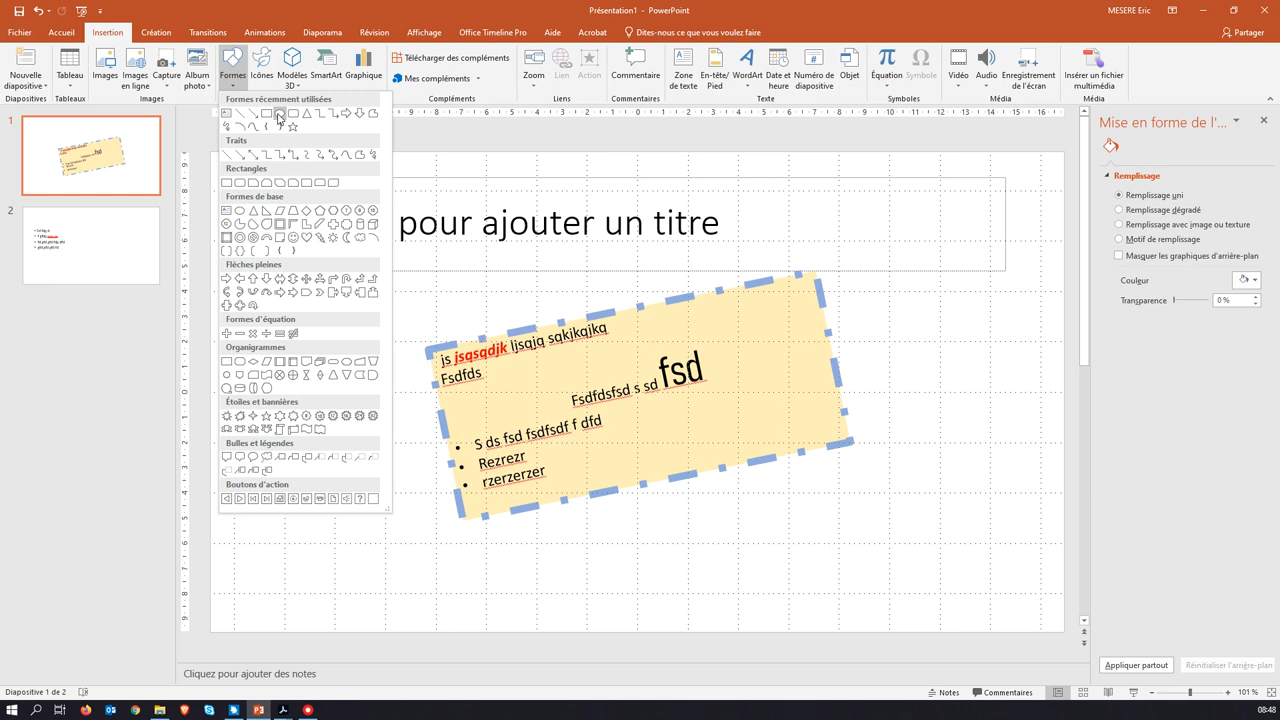 Présentation1 - PowerPoint
MESERE Eric
Fichier Accueil Insertion Création Transitions Animations Diaporama Révision Affichage Office Timeline Pro Aide Acrobat Dites-nous ce que vous voulez faire Partager
Nouvelle diapositive
Tableau
Images
Images en ligne
Capture
Album photo
Formes
Icônes
Modèles 3D
SmartArt
Graphique
Télécharger des compléments
Mes compléments
Zoom
Lien
Action
Commentaire
Zone de texte
En-tête/Pied
WordArt
Date et heure
Numéro de diapositive
Objet
Équation
Symbole
Vidéo
Audio
Enregistrement de l'écran
Insérer un fichier multimédia
Diapositives Tableaux Images Compléments Liens Commentaires Texte Symboles Média
Formes récemment utilisées
Traits
Rectangles
Formes de base
Flèches pleines
Formes d'équation
Organigrammes
Étoiles et bannières
Bulles et légendes
Boutons d'action
1
2
pour ajouter un titre
js jsqsqdjk ljsqjq sqkjkqjkq
Fsdfds
Fsdfdsfsd s sd fsd
• S ds fsd fsdfsdf f dfd
• Rezrezr
• rzerzerzer
Mise en forme de l'...
Remplissage
Remplissage uni
Remplissage dégradé
Remplissage avec image ou texture
Motif de remplissage
Masquer les graphiques d'arrière-plan
Couleur
Transparence 0 %
Appliquer partout Réinitialiser l'arrière-plan
Cliquez pour ajouter des notes
Diapositive 1 de 2
Notes Commentaires 101 %
08:48